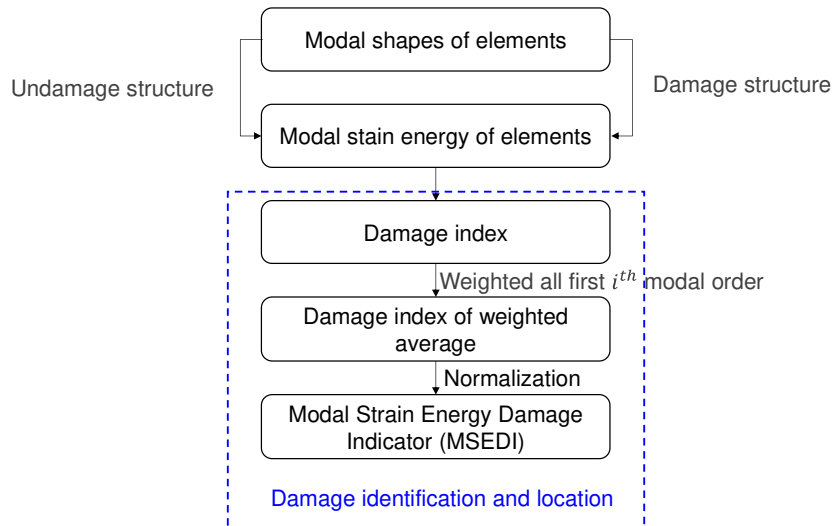 Modal shapes of elements
Undamage structure
Damage structure
Modal stain energy of elements
Damage index
Weighted all first i^{th} modal order
Damage index of weighted
average
Normalization
Modal Strain Energy Damage
Indicator (MSEDI)
Damage identification and location